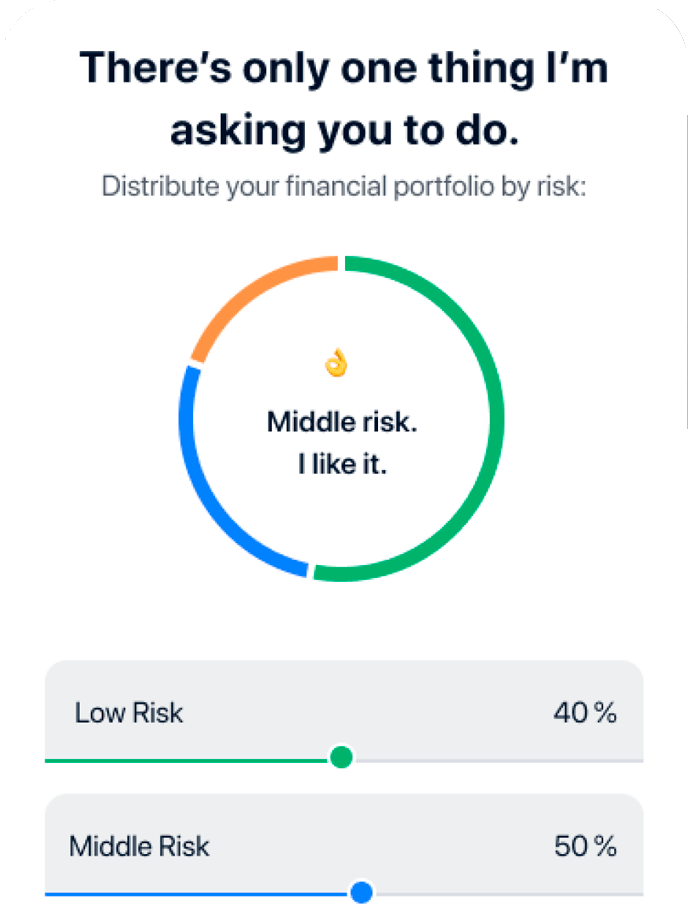 There’s only one thing I’m
asking you to do.
Distribute your financial portfolio by risk:
👌
Middle risk.
I like it.
Low Risk 40 %
Middle Risk 50 %